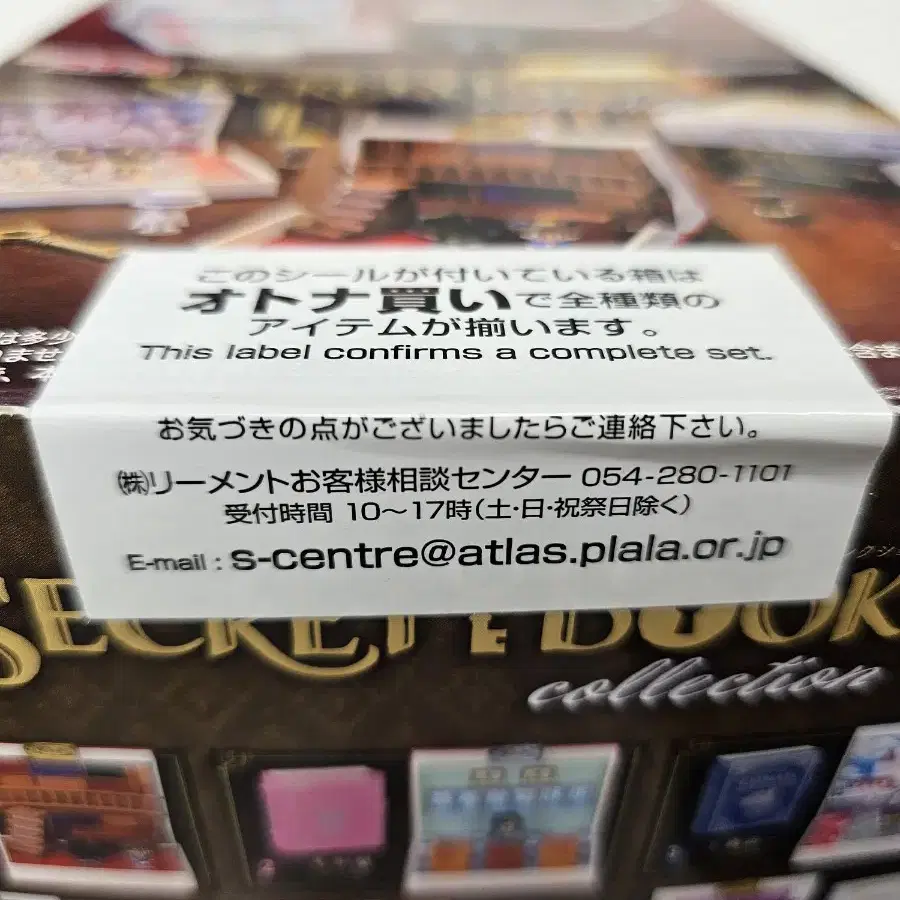 このシールが付いている箱は
オトナ買いで全種類の
アイテムが揃います。
This label confirms a complete set.
お気づきの点がございましたらご連絡下さい。
㈱リーメントお客様相談センター 054-280-1101
受付時間 10〜17時(土・日・祝祭日除く)
E-mail : s-centre@atlas.plala.or.jp
SECRET BOOK
collection